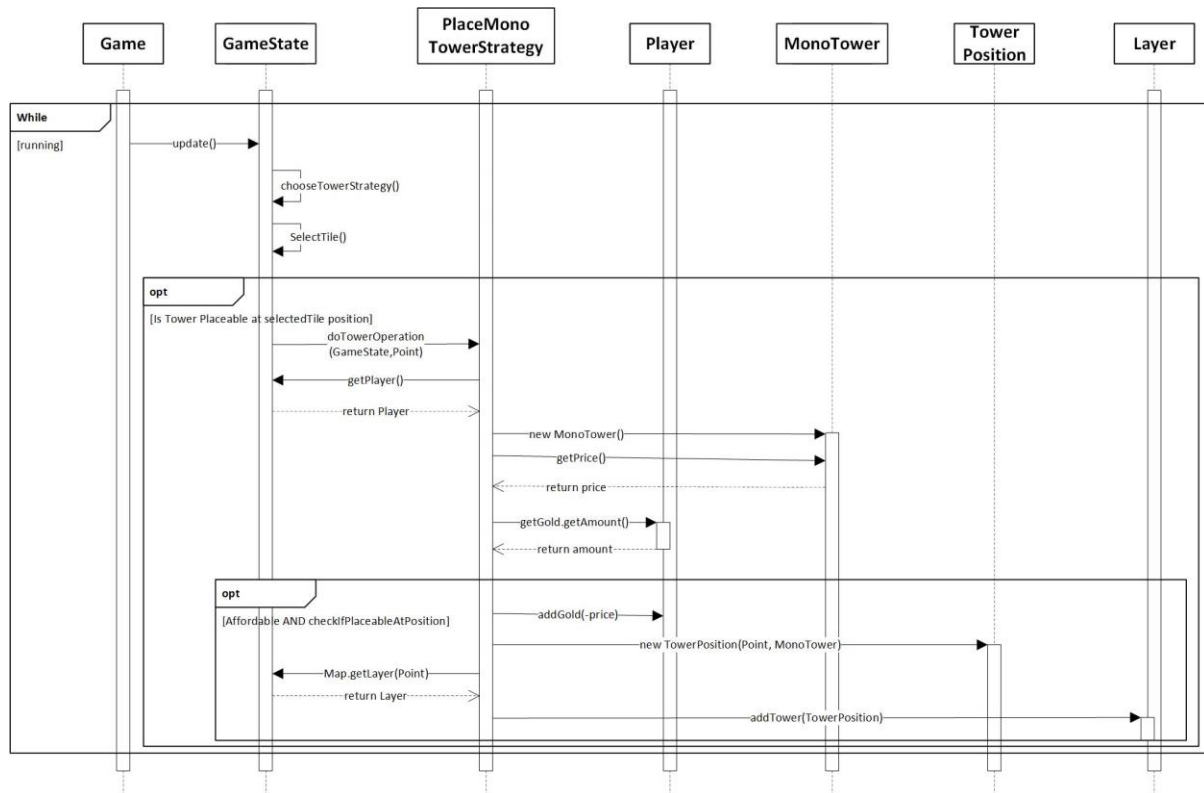 Game
GameState
PlaceMono
TowerStrategy
Player
MonoTower
Tower
Position
Layer
While
[running]
update()
chooseTowerStrategy()
SelectTile()
opt
[Is Tower Placeable at selectedTile position]
doTowerOperation
(GameState,Point)
getPlayer()
return Player
new MonoTower()
getPrice()
return price
getGold.getAmount()
return amount
opt
[Affordable AND checkIfPlaceableAtPosition]
addGold(-price)
new TowerPosition(Point, MonoTower)
Map.getLayer(Point)
return Layer
addTower(TowerPosition)